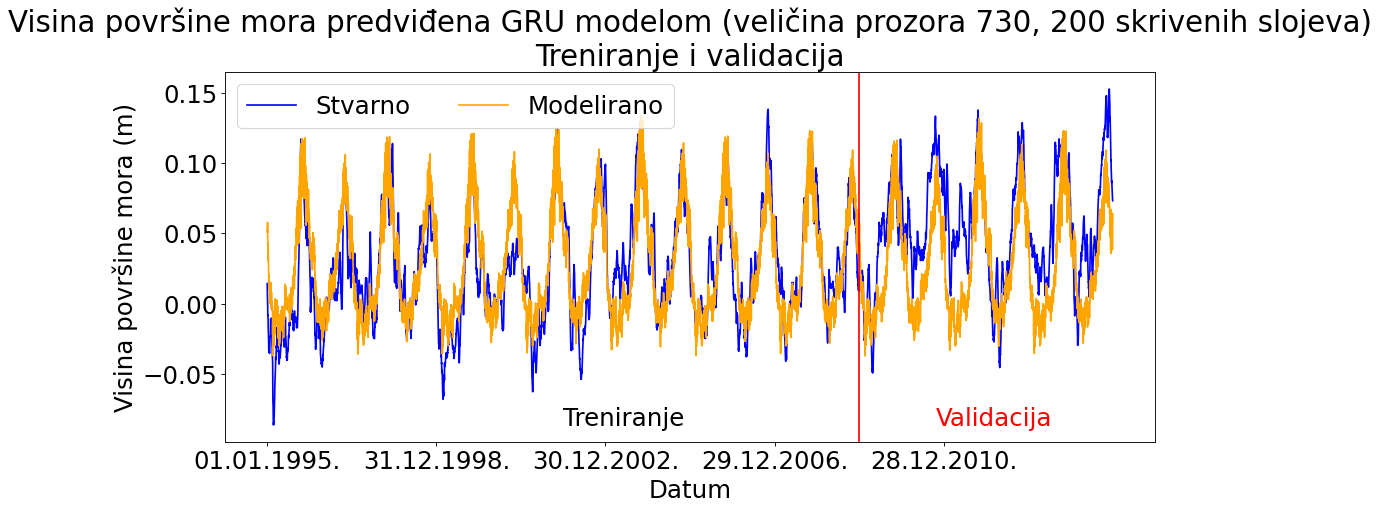 Visina površine mora predviđena GRU modelom (veličina prozora 730, 200 skrivenih slojeva)
Treniranje i validacija
Stvarno
Modelirano
Visina površine mora (m)
0.15
0.10
0.05
0.00
−0.05
Treniranje
Validacija
01.01.1995.
31.12.1998.
30.12.2002.
29.12.2006.
28.12.2010.
Datum